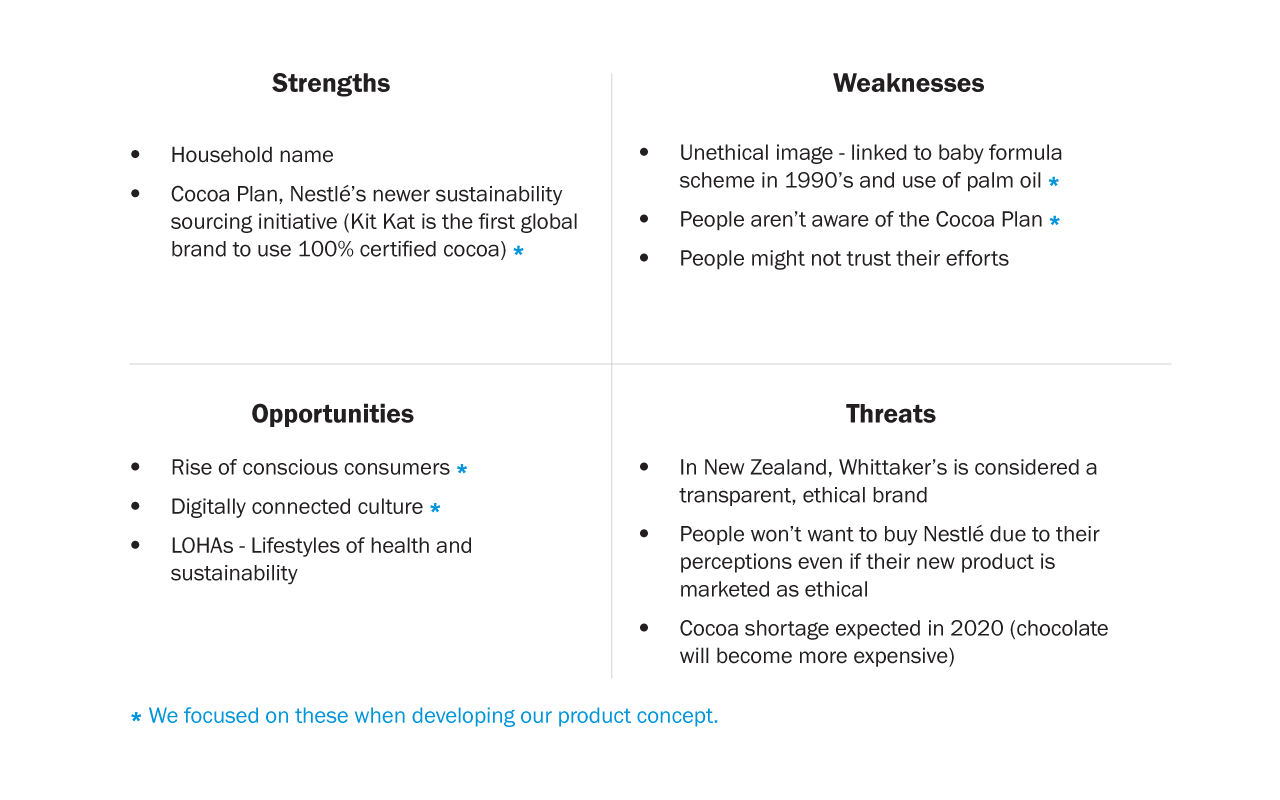 Strengths
• Household name
• Cocoa Plan, Nestlé’s newer sustainability
sourcing initiative (Kit Kat is the first global
brand to use 100% certified cocoa) *
Weaknesses
• Unethical image - linked to baby formula
scheme in 1990’s and use of palm oil *
• People aren’t aware of the Cocoa Plan *
• People might not trust their efforts
Opportunities
• Rise of conscious consumers *
• Digitally connected culture *
• LOHAs - Lifestyles of health and
sustainability
Threats
• In New Zealand, Whittaker’s is considered a
transparent, ethical brand
• People won’t want to buy Nestlé due to their
perceptions even if their new product is
marketed as ethical
• Cocoa shortage expected in 2020 (chocolate
will become more expensive)
* We focused on these when developing our product concept.